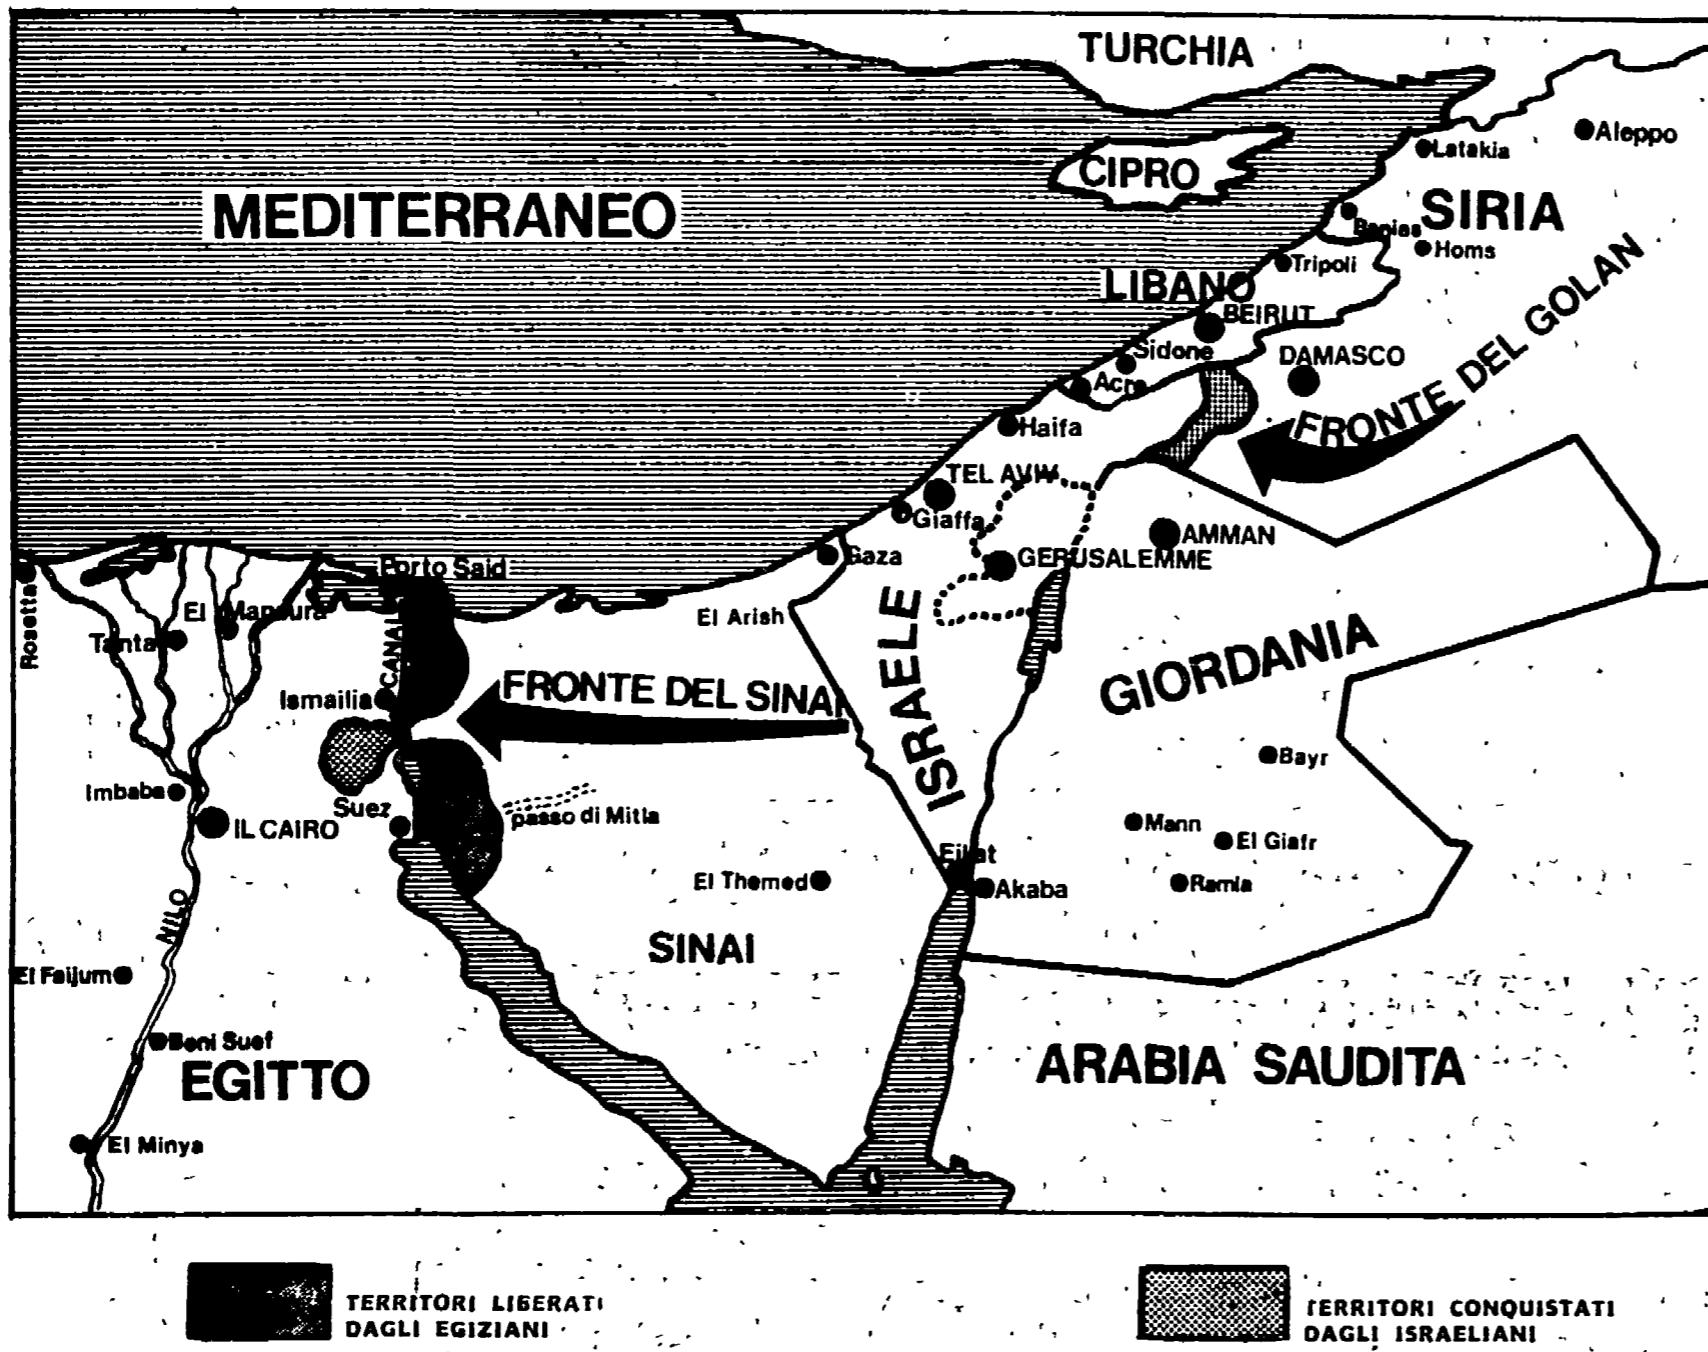 TURCHIA
Aleppo
Latakia
CIPRO
MEDITERRANEO
SIRIA
Banias
Homs
Tripoli
LIBANO
BEIRUT
FRONTE DEL GOLAN
Sidone
DAMASCO
Acre
Haifa
TEL AVIV
Giaffa
AMMAN
Gaza
GERUSALEMME
Porto Said
Rosetta
El Mansura
Tanta
CANALE
El Arish
ISRAELE
GIORDANIA
Ismailia
FRONTE DEL SINAI
Bayr
Imbaba
Suez
IL CAIRO
passo di Mitla
Mann
El Giafr
Eilat
Akaba
Ramla
El Themed
NILO
SINAI
El Faijum
Beni Suef
EGITTO
ARABIA SAUDITA
El Minya
TERRITORI LIBERATI
DAGLI EGIZIANI
TERRITORI CONQUISTATI
DAGLI ISRAELIANI